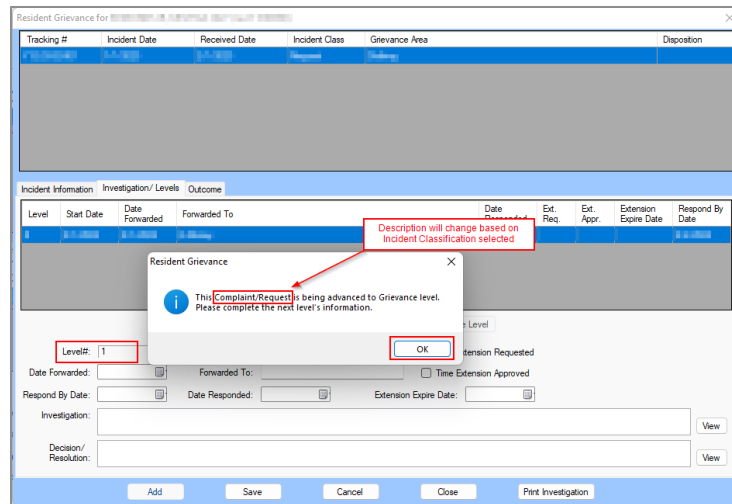 Resident Grievance for
Tracking # Incident Date Received Date Incident Class Grievance Area Disposition
Incident Information Investigation/ Levels Outcome
Level Start Date Date Forwarded Forwarded To Date Ext. Req. Ext. Appr. Extension Expire Date Respond By Date
Description will change based on
Incident Classification selected
Resident Grievance
This Complaint/Request is being advanced to Grievance level.
Please complete the next level's information.
OK
Level
Level#: 1
Extension Requested
Date Forwarded: Forwarded To: Time Extension Approved
Respond By Date: Date Responded: Extension Expire Date:
Investigation:
View
Decision/
Resolution:
View
Add Save Cancel Close Print Investigation